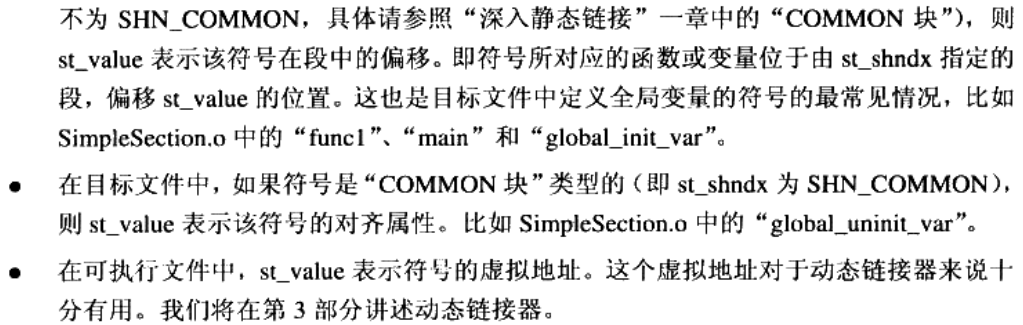 不为 SHN_COMMON，具体请参照“深入静态链接”一章中的“COMMON 块”），则
st_value 表示该符号在段中的偏移。即符号所对应的函数或变量位于由 st_shndx 指定的
段，偏移 st_value 的位置。这也是目标文件中定义全局变量的符号的最常见情况，比如
SimpleSection.o 中的“func1”、“main”和“global_init_var”。
● 在目标文件中，如果符号是“COMMON 块”类型的（即 st_shndx 为 SHN_COMMON），
则 st_value 表示该符号的对齐属性。比如 SimpleSection.o 中的“global_uninit_var”。
● 在可执行文件中，st_value 表示符号的虚拟地址。这个虚拟地址对于动态链接器来说十
分有用。我们将在第 3 部分讲述动态链接器。